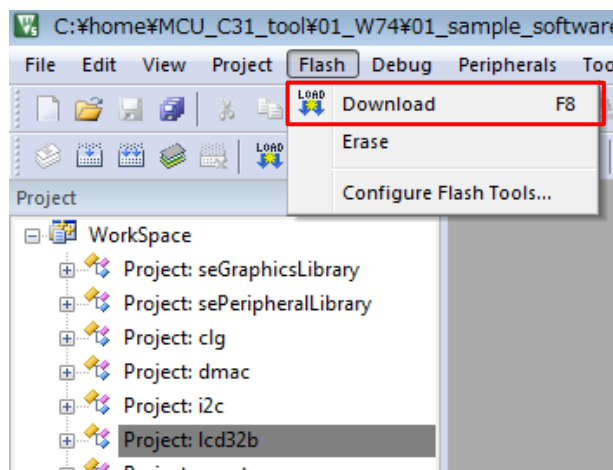 C:¥home¥MCU_C31_tool¥01_W74¥01_sample_software
File Edit View Project Flash Debug Peripherals Too
LOAD Download F8
Erase
LOAD
Configure Flash Tools...
Project
WorkSpace
Project: seGraphicsLibrary
Project: sePeripheralLibrary
Project: clg
Project: dmac
Project: i2c
Project: lcd32b